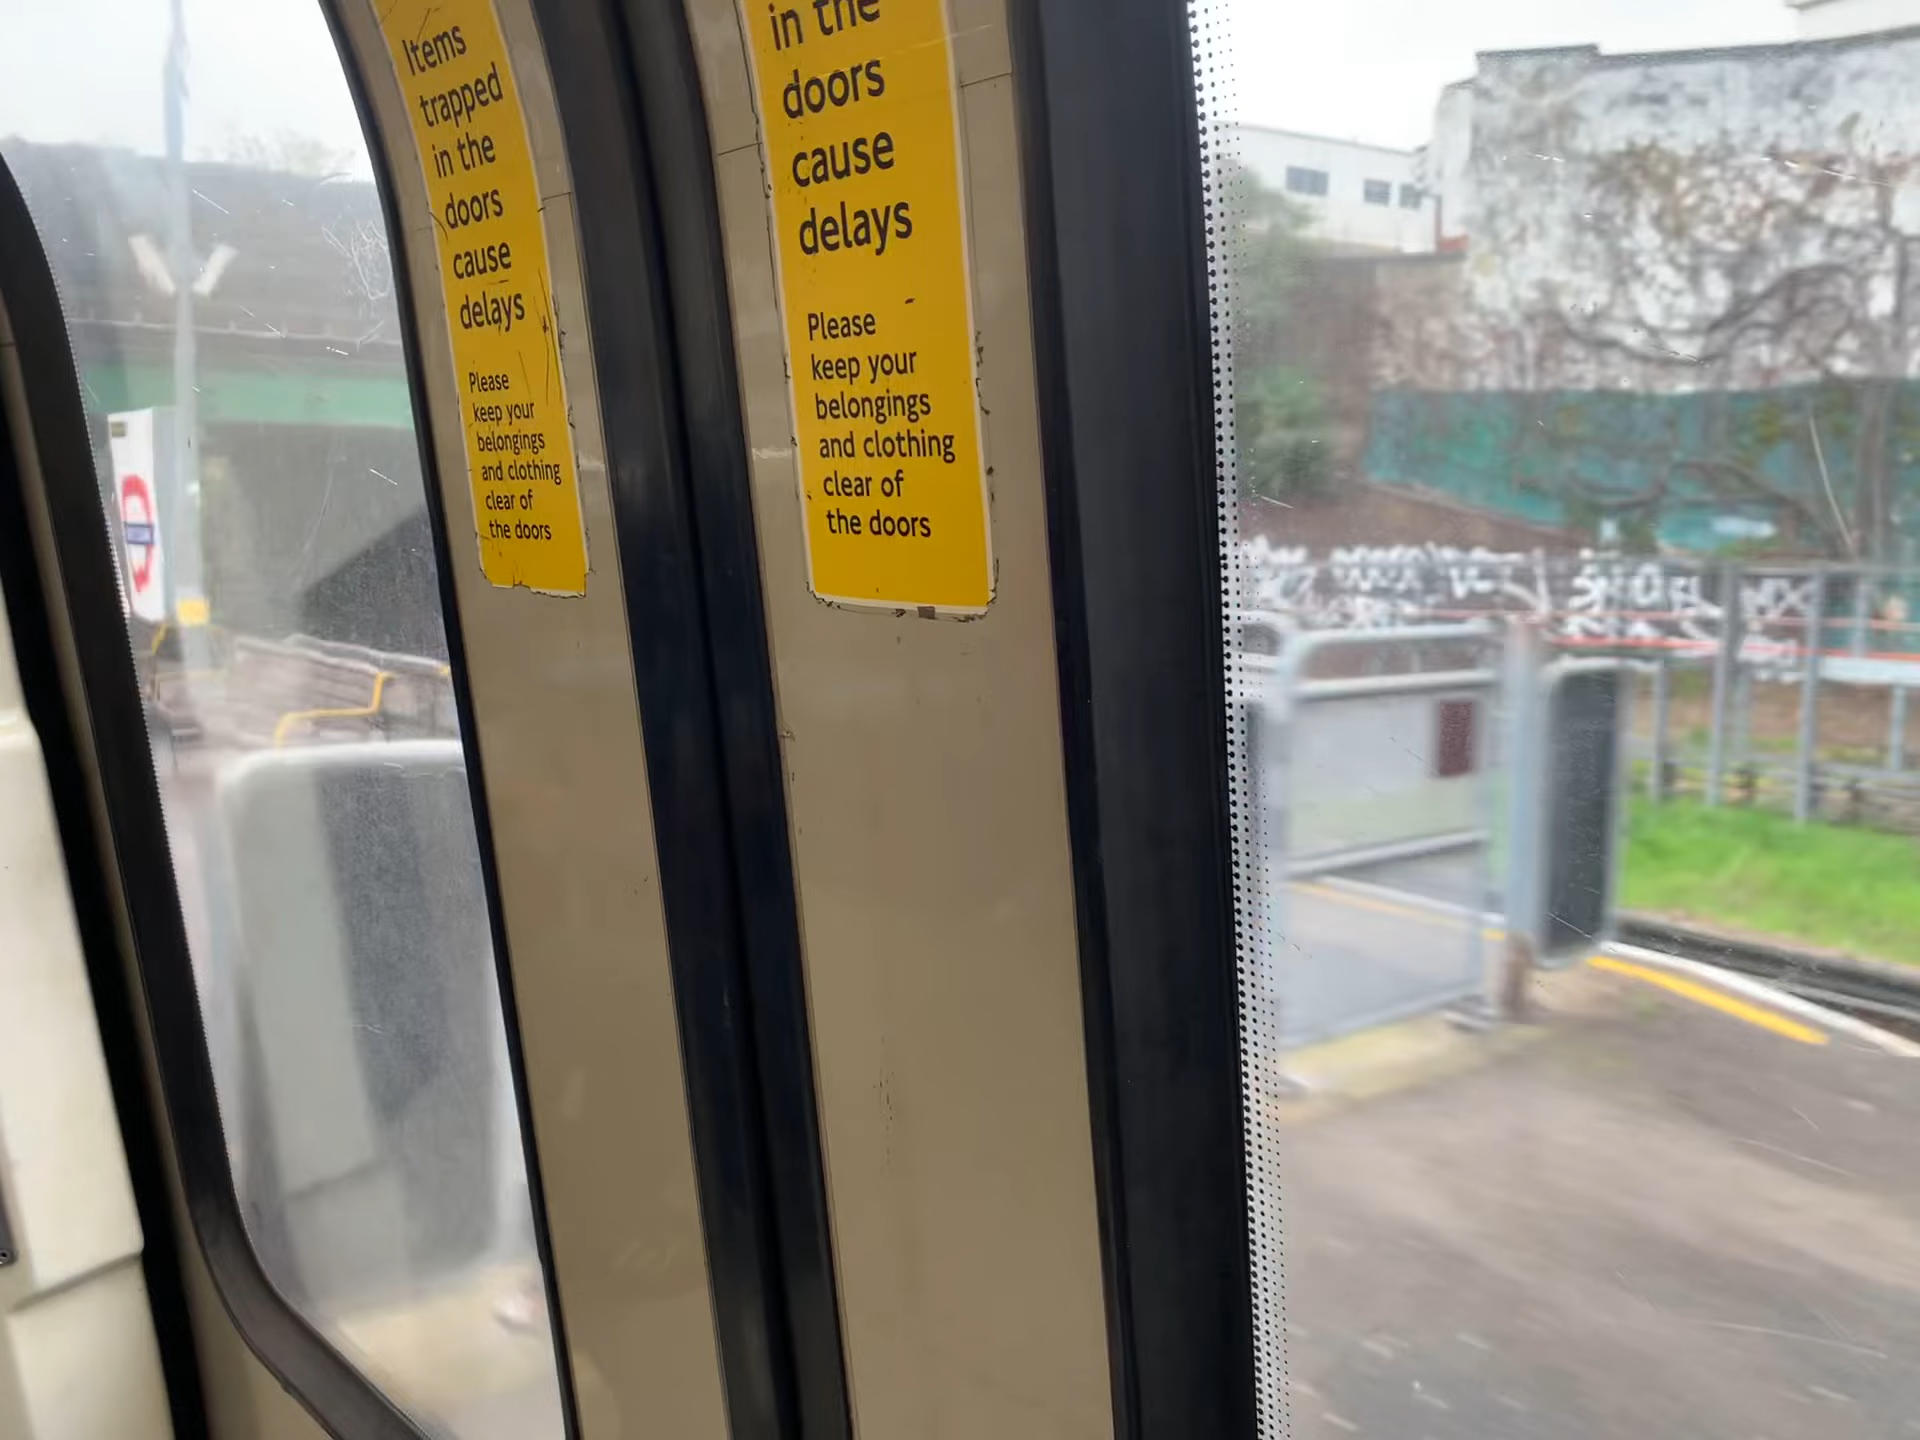 Items
trapped
in the
doors
cause
delays
Please
keep your
belongings
and clothing
clear of
the doors
in the
doors
cause
delays
Please
keep your
belongings
and clothing
clear of
the doors